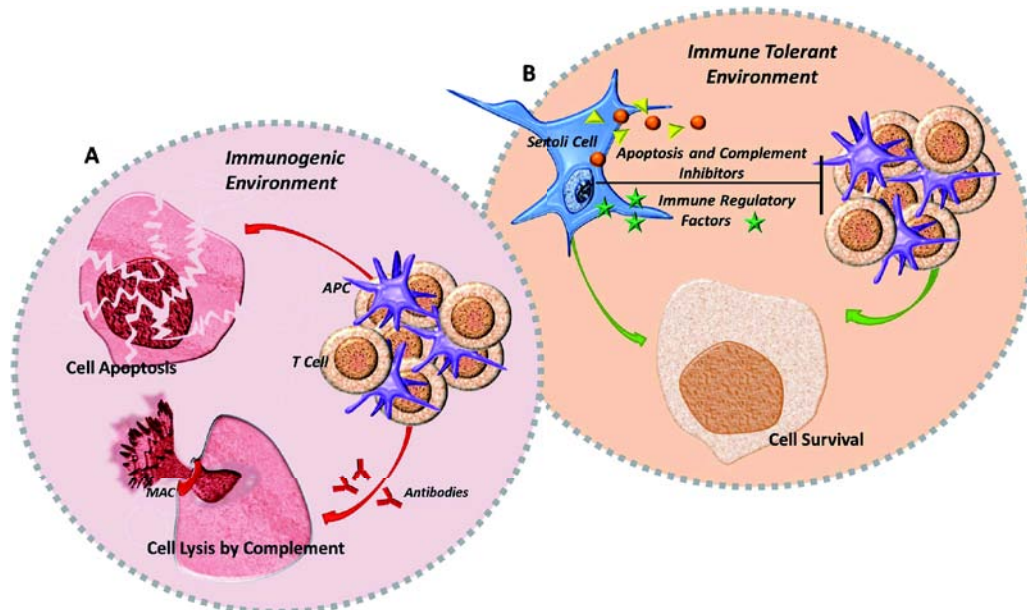 A
Immunogenic
Environment
APC
T Cell
Cell Apoptosis
MAC
Antibodies
Cell Lysis by Complement
B
Immune Tolerant
Environment
Sertoli Cell
Apoptosis and Complement
Inhibitors
Immune Regulatory
Factors
Cell Survival